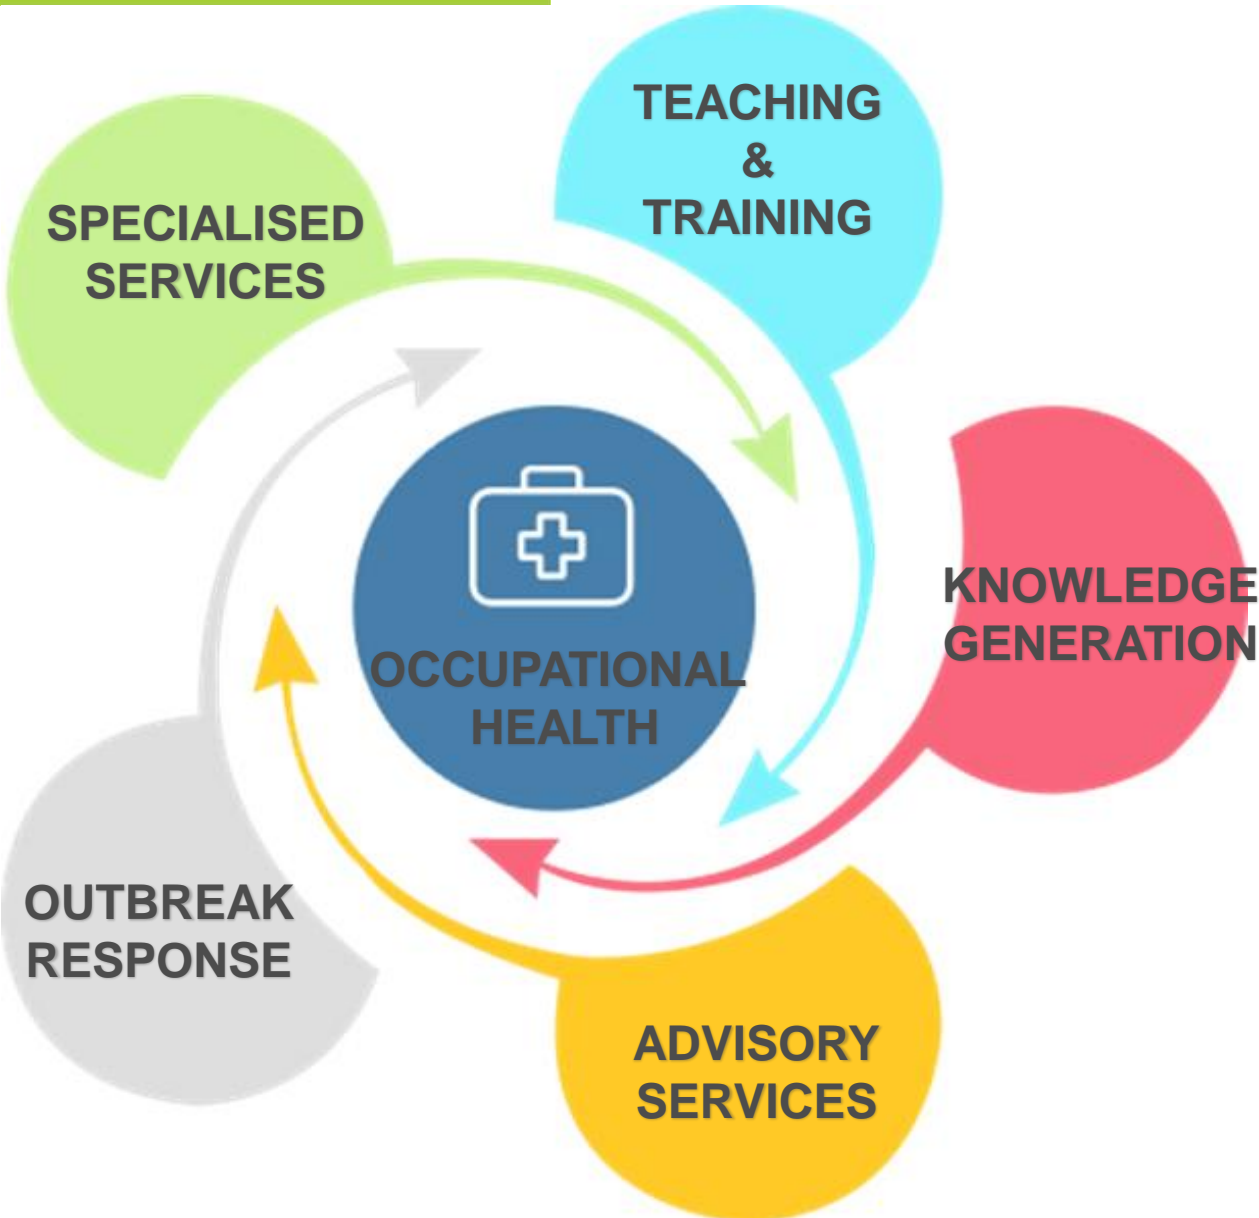 TEACHING
&
TRAINING
SPECIALISED
SERVICES
KNOWLEDGE
GENERATION
OCCUPATIONAL
HEALTH
OUTBREAK
RESPONSE
ADVISORY
SERVICES